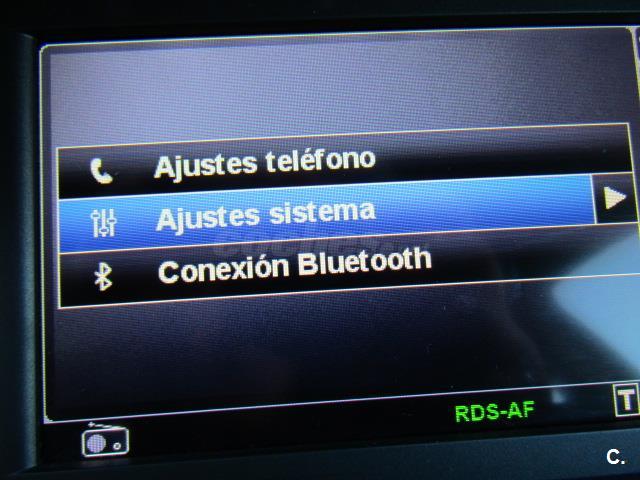 Ajustes teléfono
Ajustes sistema
Conexión Bluetooth
RDS-AF
T
C.